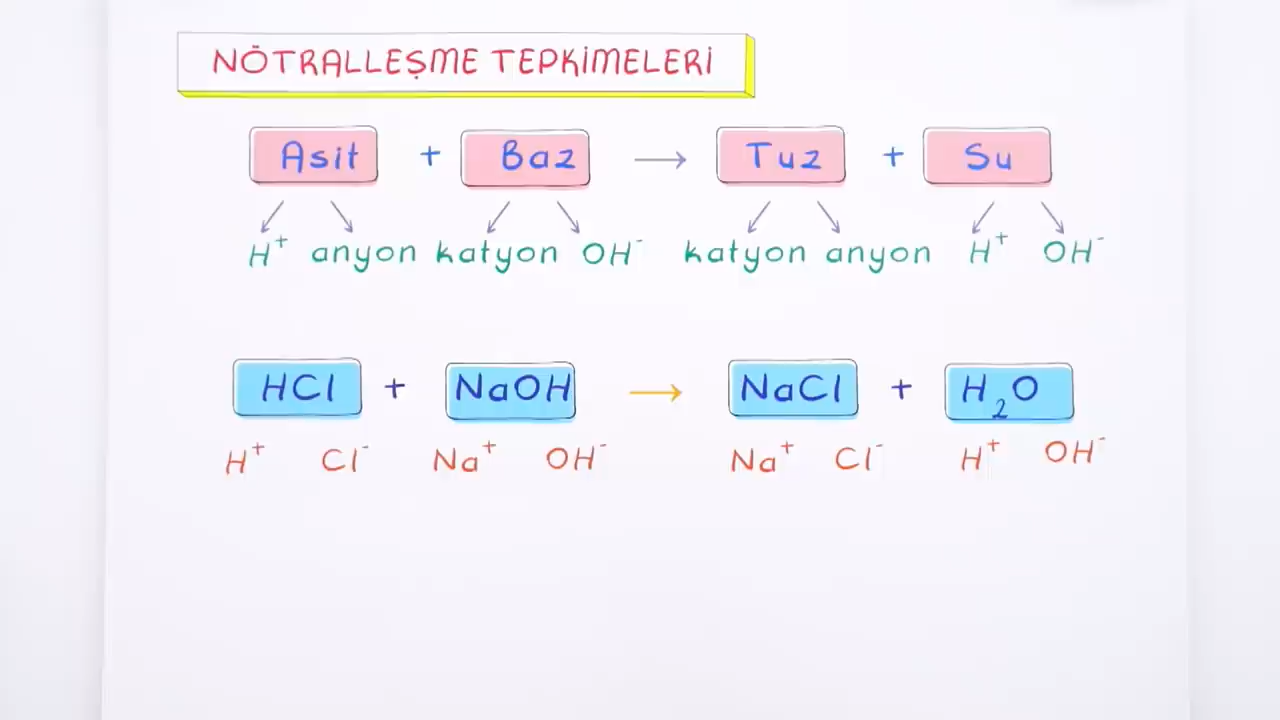 NÖTRALLEŞME TEPKİMELERİ
Asit + Baz → Tuz + Su
H⁺ anyon katyon OH⁻ katyon anyon H⁺ OH⁻
HCl + NaOH → NaCl + H₂O
H⁺ Cl⁻ Na⁺ OH⁻ Na⁺ Cl⁻ H⁺ OH⁻